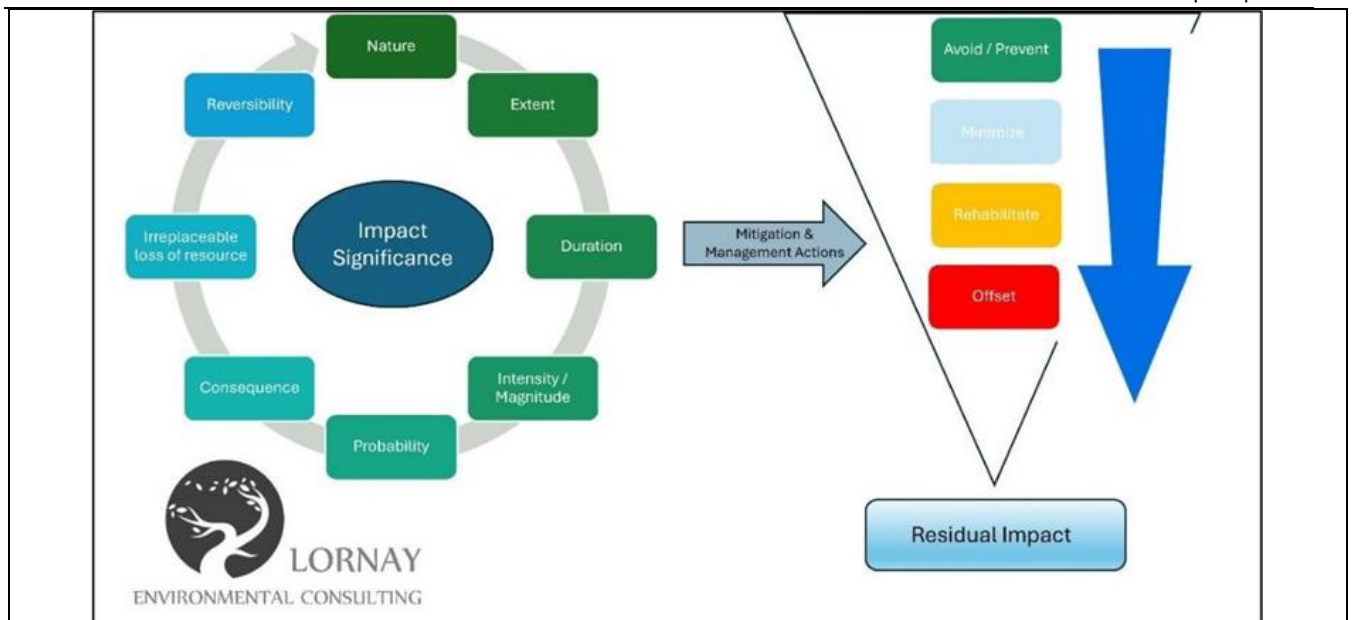 Nature
Extent
Duration
Intensity /
Magnitude
Probability
Consequence
Irreplaceable
loss of resource
Reversibility
Impact
Significance
Mitigation &
Management Actions
Avoid / Prevent
Minimize
Rehabilitate
Offset
Residual Impact
LORNAY
ENVIRONMENTAL CONSULTING